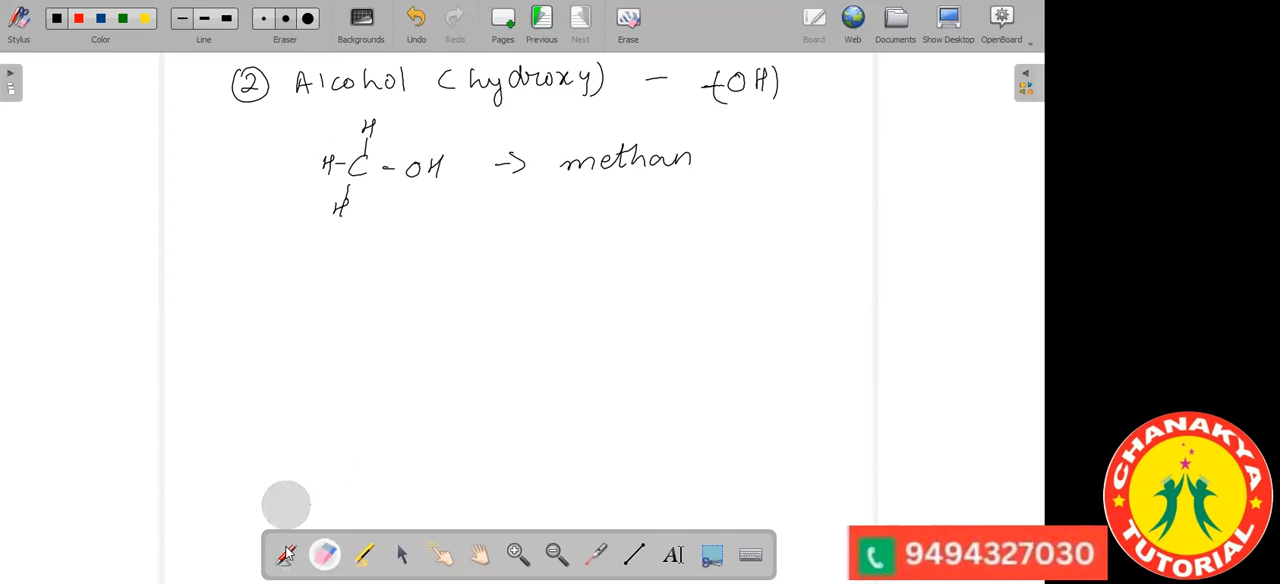 Stylus Color Line Eraser Backgrounds Undo Redo Pages Previous Next Erase Board Web Documents Show Desktop OpenBoard
② Alcohol (hydroxy) - (-OH)
H
H-C-OH -> methan
H
AI
CHANAKYA
TUTORIAL
9494327030